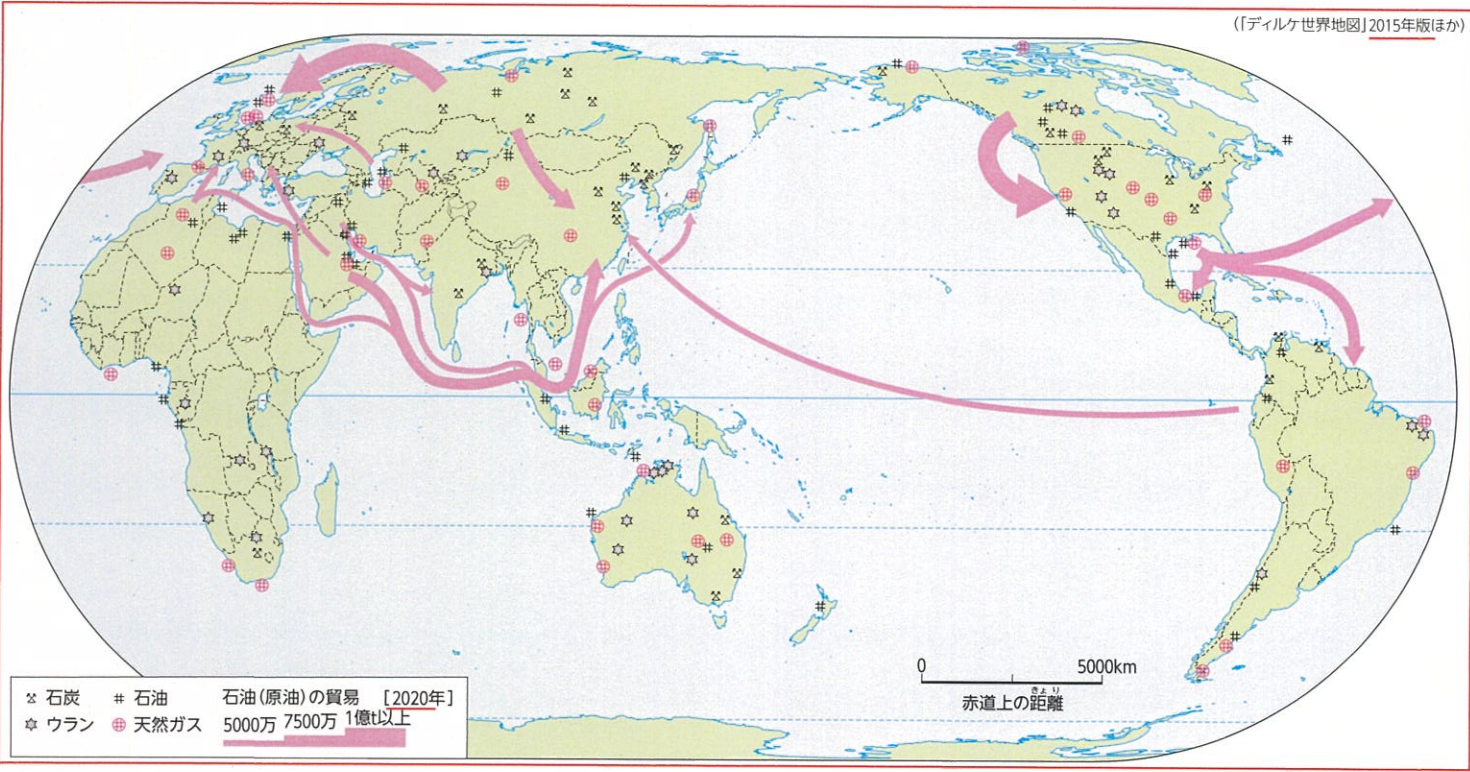 (「ディルケ世界地図」2015年版ほか)
0 5000km
赤道上の距離
きょり
石炭 石油 石油(原油)の貿易 [2020年]
ウラン 天然ガス 5000万 7500万 1億t以上